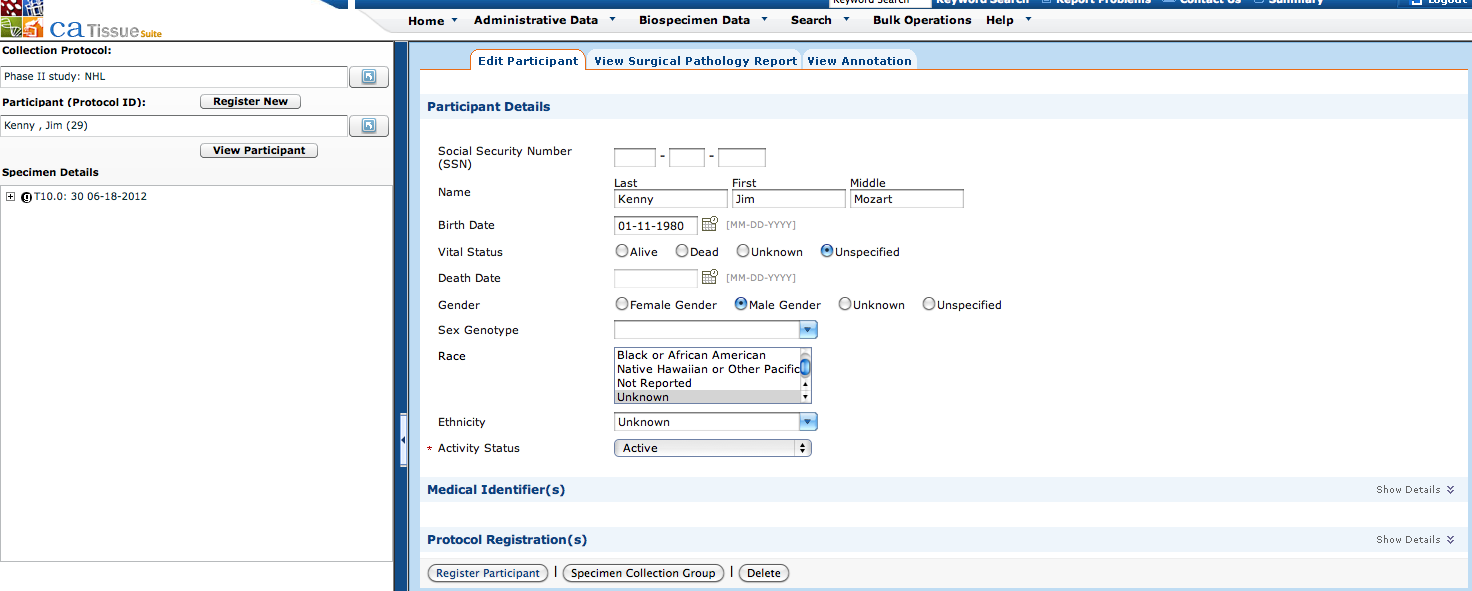 Keyword Search Keyword Search Report Problems Contact Us Summary Logout
Home Administrative Data Biospecimen Data Search Bulk Operations Help
ca Tissue Suite
Collection Protocol:
Phase II study: NHL
Participant (Protocol ID): Register New
Kenny , Jim (29)
View Participant
Specimen Details
T10.0: 30 06-18-2012
Edit Participant View Surgical Pathology Report View Annotation
Participant Details
Social Security Number
(SSN) - -
Last First Middle
Name Kenny Jim Mozart
Birth Date 01-11-1980 [MM-DD-YYYY]
Vital Status Alive Dead Unknown Unspecified
Death Date [MM-DD-YYYY]
Gender Female Gender Male Gender Unknown Unspecified
Sex Genotype
Race Black or African American
Native Hawaiian or Other Pacific
Not Reported
Unknown
Ethnicity Unknown
* Activity Status Active
Medical Identifier(s) Show Details
Protocol Registration(s) Show Details
Register Participant | Specimen Collection Group | Delete